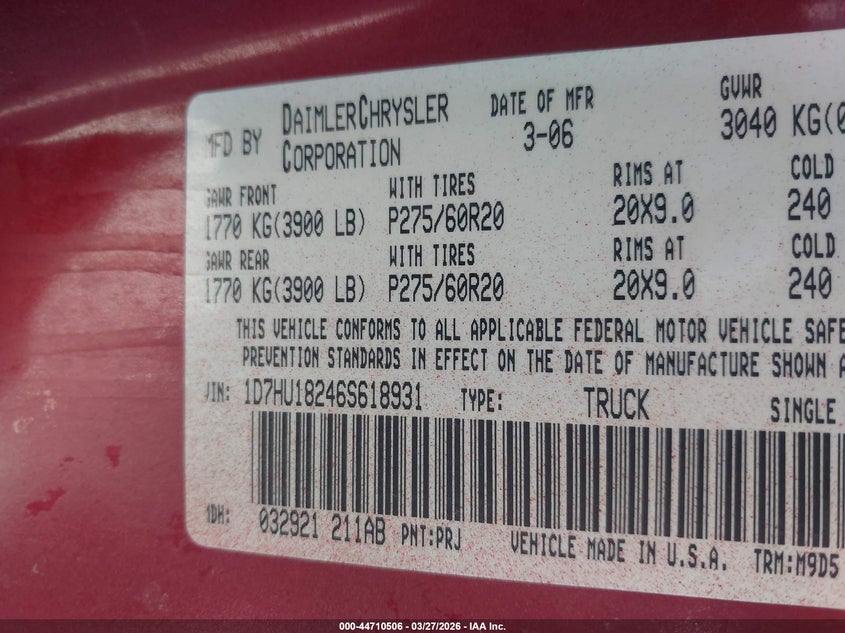 MFD BY DAIMLERCHRYSLER CORPORATION DATE OF MFR 3-06 GVWR 3040 KG(
GAWR FRONT WITH TIRES RIMS AT COLD
1770 KG(3900 LB) P275/60R20 20X9.0 240
GAWR REAR WITH TIRES RIMS AT COLD
1770 KG(3900 LB) P275/60R20 20X9.0 240
THIS VEHICLE CONFORMS TO ALL APPLICABLE FEDERAL MOTOR VEHICLE SAFE
PREVENTION STANDARDS IN EFFECT ON THE DATE OF MANUFACTURE SHOWN A
VIN: 1D7HU18246S618931 TYPE: TRUCK SINGLE
MDH: 032921 211AB PNT:PRJ VEHICLE MADE IN U.S.A. TRM:M9D5
000-44710506 — 03/27/2026 — IAA Inc.